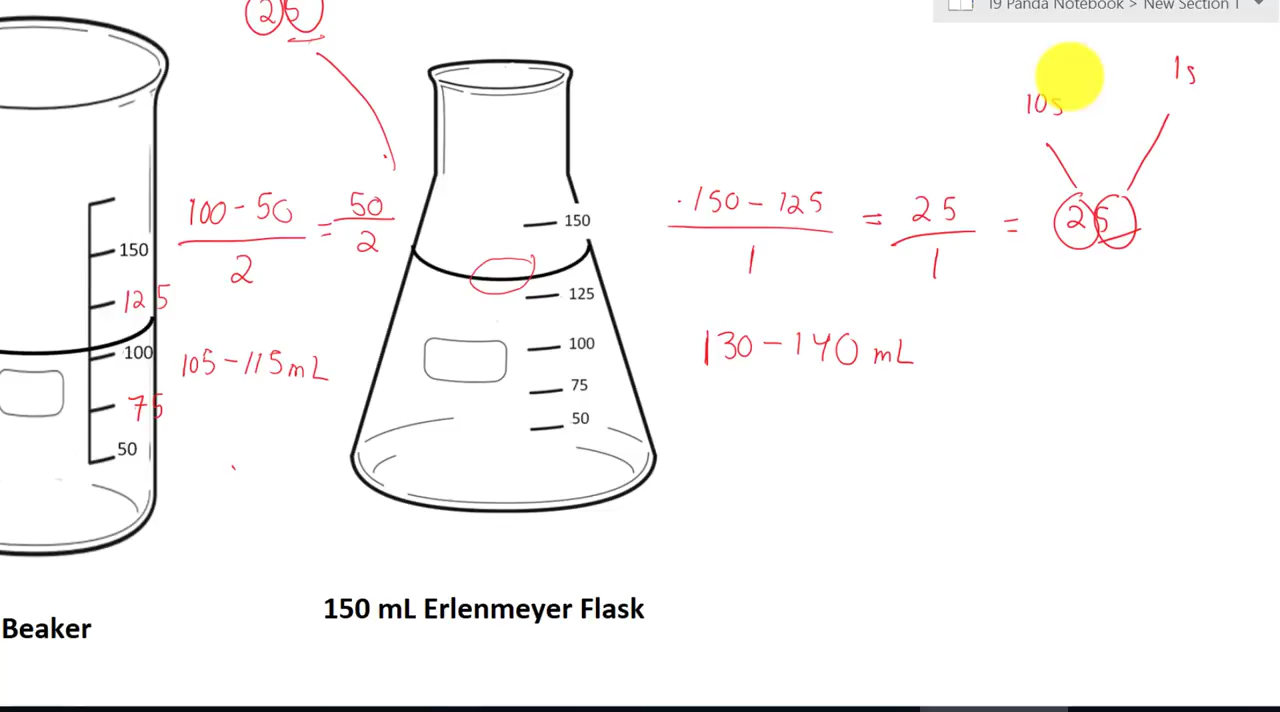 19 Panda Notebook > New Section 1
25
10s
1s
150
125
100
75
50
100 - 50
2
= 50
2
105 - 115 mL
150
125
100
75
50
150 - 125
1
= 25
1
= 25
130 - 140 mL
Beaker
150 mL Erlenmeyer Flask